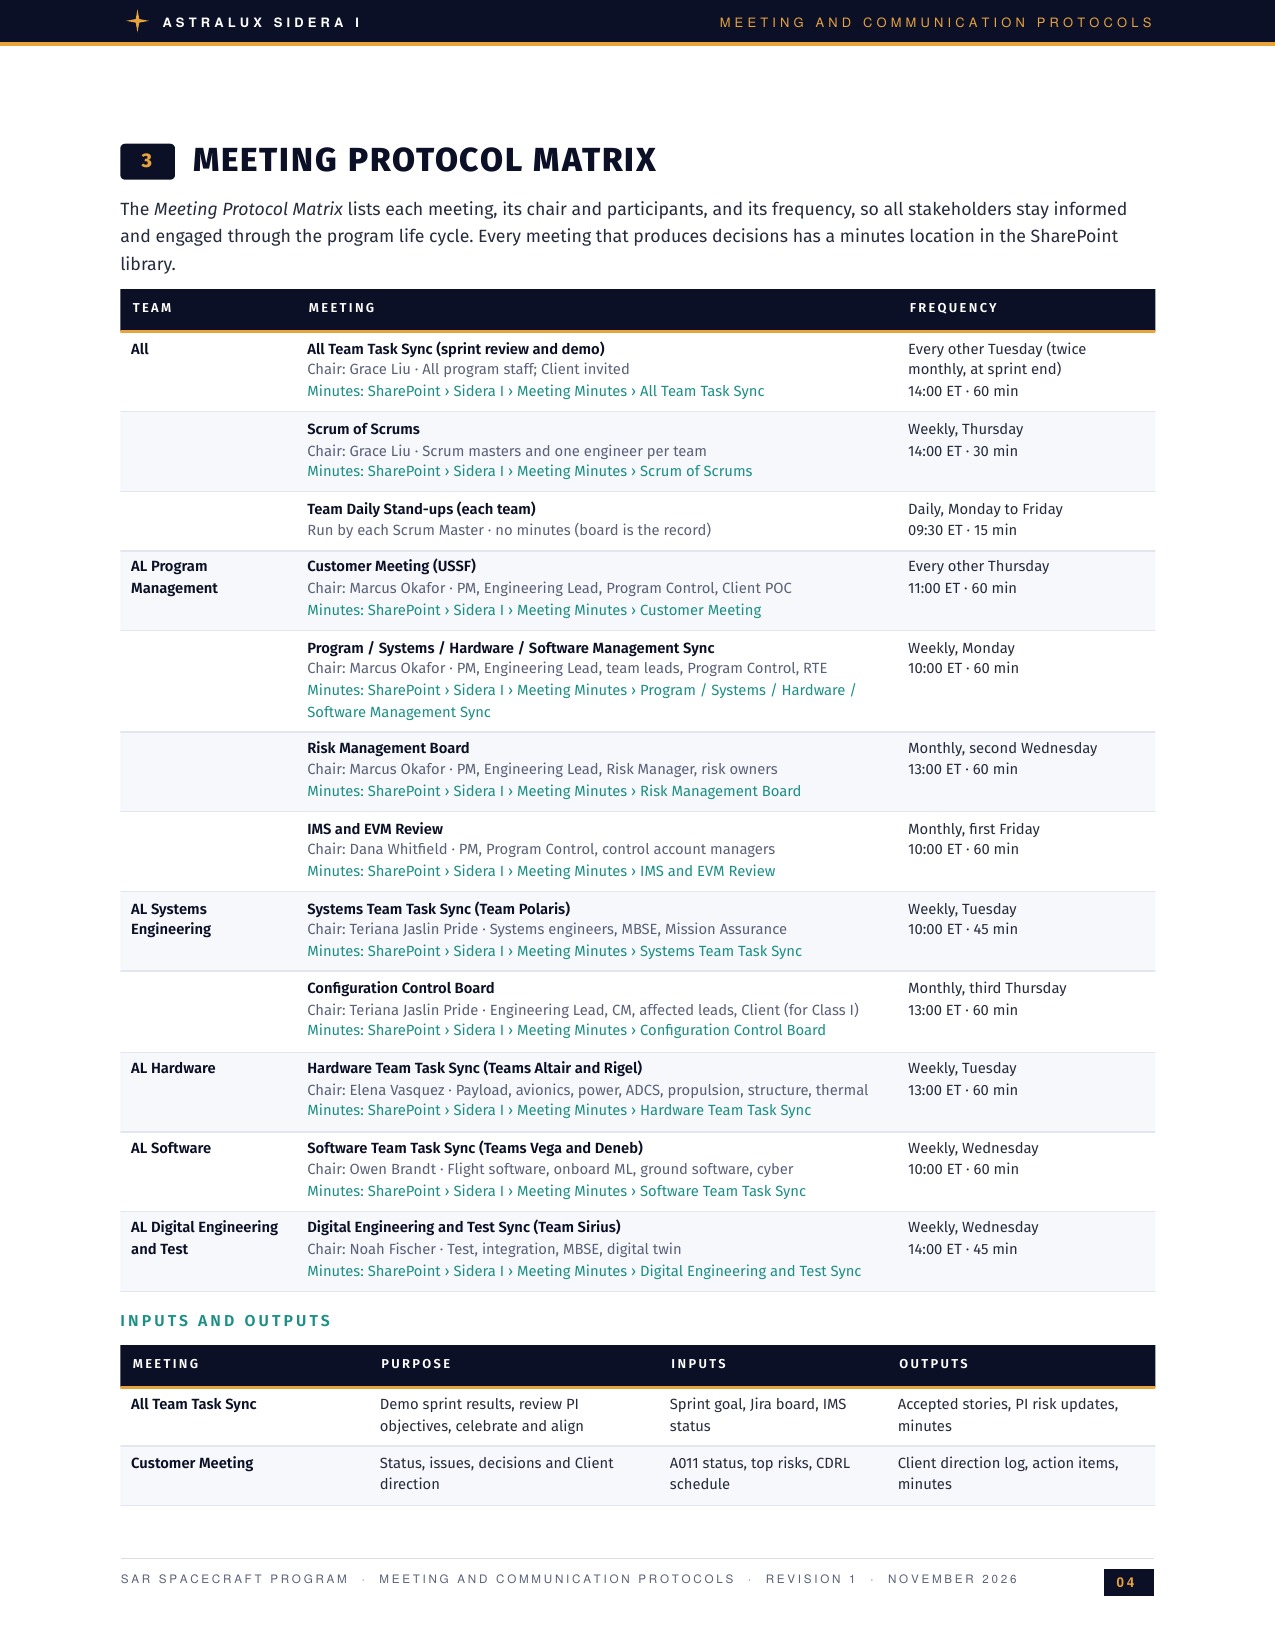 ASTRALUX SIDERA I
MEETING AND COMMUNICATION PROTOCOLS
3
MEETING PROTOCOL MATRIX
The Meeting Protocol Matrix lists each meeting, its chair and participants, and its frequency, so all stakeholders stay informed
and engaged through the program life cycle. Every meeting that produces decisions has a minutes location in the SharePoint
library.
TEAM MEETING FREQUENCY
All
All Team Task Sync (sprint review and demo)
Chair: Grace Liu · All program staff; Client invited
Minutes: SharePoint › Sidera I › Meeting Minutes › All Team Task Sync
Every other Tuesday (twice
monthly, at sprint end)
14:00 ET · 60 min
Scrum of Scrums
Chair: Grace Liu · Scrum masters and one engineer per team
Minutes: SharePoint › Sidera I › Meeting Minutes › Scrum of Scrums
Weekly, Thursday
14:00 ET · 30 min
Team Daily Stand-ups (each team)
Run by each Scrum Master · no minutes (board is the record)
Daily, Monday to Friday
09:30 ET · 15 min
AL Program
Management
Customer Meeting (USSF)
Chair: Marcus Okafor · PM, Engineering Lead, Program Control, Client POC
Minutes: SharePoint › Sidera I › Meeting Minutes › Customer Meeting
Every other Thursday
11:00 ET · 60 min
Program / Systems / Hardware / Software Management Sync
Chair: Marcus Okafor · PM, Engineering Lead, team leads, Program Control, RTE
Minutes: SharePoint › Sidera I › Meeting Minutes › Program / Systems / Hardware /
Software Management Sync
Weekly, Monday
10:00 ET · 60 min
Risk Management Board
Chair: Marcus Okafor · PM, Engineering Lead, Risk Manager, risk owners
Minutes: SharePoint › Sidera I › Meeting Minutes › Risk Management Board
Monthly, second Wednesday
13:00 ET · 60 min
IMS and EVM Review
Chair: Dana Whitfield · PM, Program Control, control account managers
Minutes: SharePoint › Sidera I › Meeting Minutes › IMS and EVM Review
Monthly, first Friday
10:00 ET · 60 min
AL Systems
Engineering
Systems Team Task Sync (Team Polaris)
Chair: Teriana Jaslin Pride · Systems engineers, MBSE, Mission Assurance
Minutes: SharePoint › Sidera I › Meeting Minutes › Systems Team Task Sync
Weekly, Tuesday
10:00 ET · 45 min
Configuration Control Board
Chair: Teriana Jaslin Pride · Engineering Lead, CM, affected leads, Client (for Class I)
Minutes: SharePoint › Sidera I › Meeting Minutes › Configuration Control Board
Monthly, third Thursday
13:00 ET · 60 min
AL Hardware
Hardware Team Task Sync (Teams Altair and Rigel)
Chair: Elena Vasquez · Payload, avionics, power, ADCS, propulsion, structure, thermal
Minutes: SharePoint › Sidera I › Meeting Minutes › Hardware Team Task Sync
Weekly, Tuesday
13:00 ET · 60 min
AL Software
Software Team Task Sync (Teams Vega and Deneb)
Chair: Owen Brandt · Flight software, onboard ML, ground software, cyber
Minutes: SharePoint › Sidera I › Meeting Minutes › Software Team Task Sync
Weekly, Wednesday
10:00 ET · 60 min
AL Digital Engineering
and Test
Digital Engineering and Test Sync (Team Sirius)
Chair: Noah Fischer · Test, integration, MBSE, digital twin
Minutes: SharePoint › Sidera I › Meeting Minutes › Digital Engineering and Test Sync
Weekly, Wednesday
14:00 ET · 45 min
INPUTS AND OUTPUTS
MEETING PURPOSE INPUTS OUTPUTS
All Team Task Sync
Demo sprint results, review PI
objectives, celebrate and align
Sprint goal, Jira board, IMS
status
Accepted stories, PI risk updates,
minutes
Customer Meeting
Status, issues, decisions and Client
direction
A011 status, top risks, CDRL
schedule
Client direction log, action items,
minutes
SAR SPACECRAFT PROGRAM · MEETING AND COMMUNICATION PROTOCOLS · REVISION 1 · NOVEMBER 2026
04